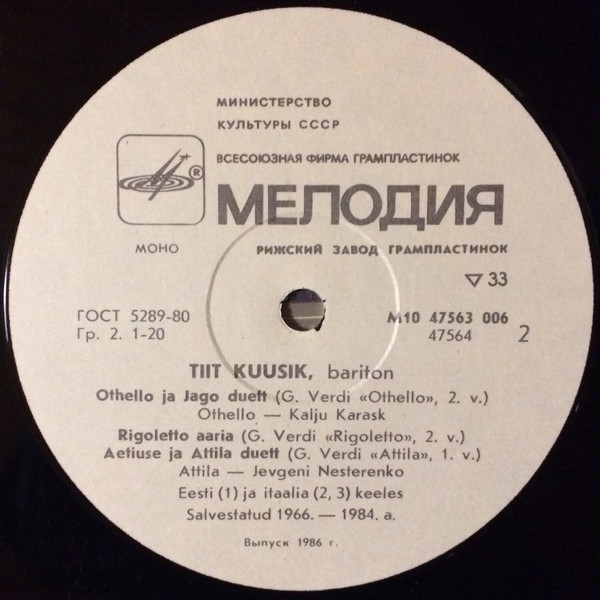 МИНИСТЕРСТВО
КУЛЬТУРЫ СССР
ВСЕСОЮЗНАЯ ФИРМА ГРАМПЛАСТИНОК
®
МЕЛОДИЯ
МОНО
РИЖСКИЙ ЗАВОД ГРАМПЛАСТИНОК
▽ 33
ГОСТ 5289-80
Гр. 2. 1-20
М10 47563 006
47564
2
TIIT KUUSIK, bariton
Othello ja Jago duett (G. Verdi «Othello», 2. v.)
Othello — Kalju Karask
Rigoletto aaria (G. Verdi «Rigoletto», 2. v.)
Aetiuse ja Attila duett (G. Verdi «Attila», 1. v.)
Attila — Jevgeni Nesterenko
Eesti (1) ja itaalia (2, 3) keeles
Salvestatud 1966. — 1984. a.
Выпуск 1986 г.